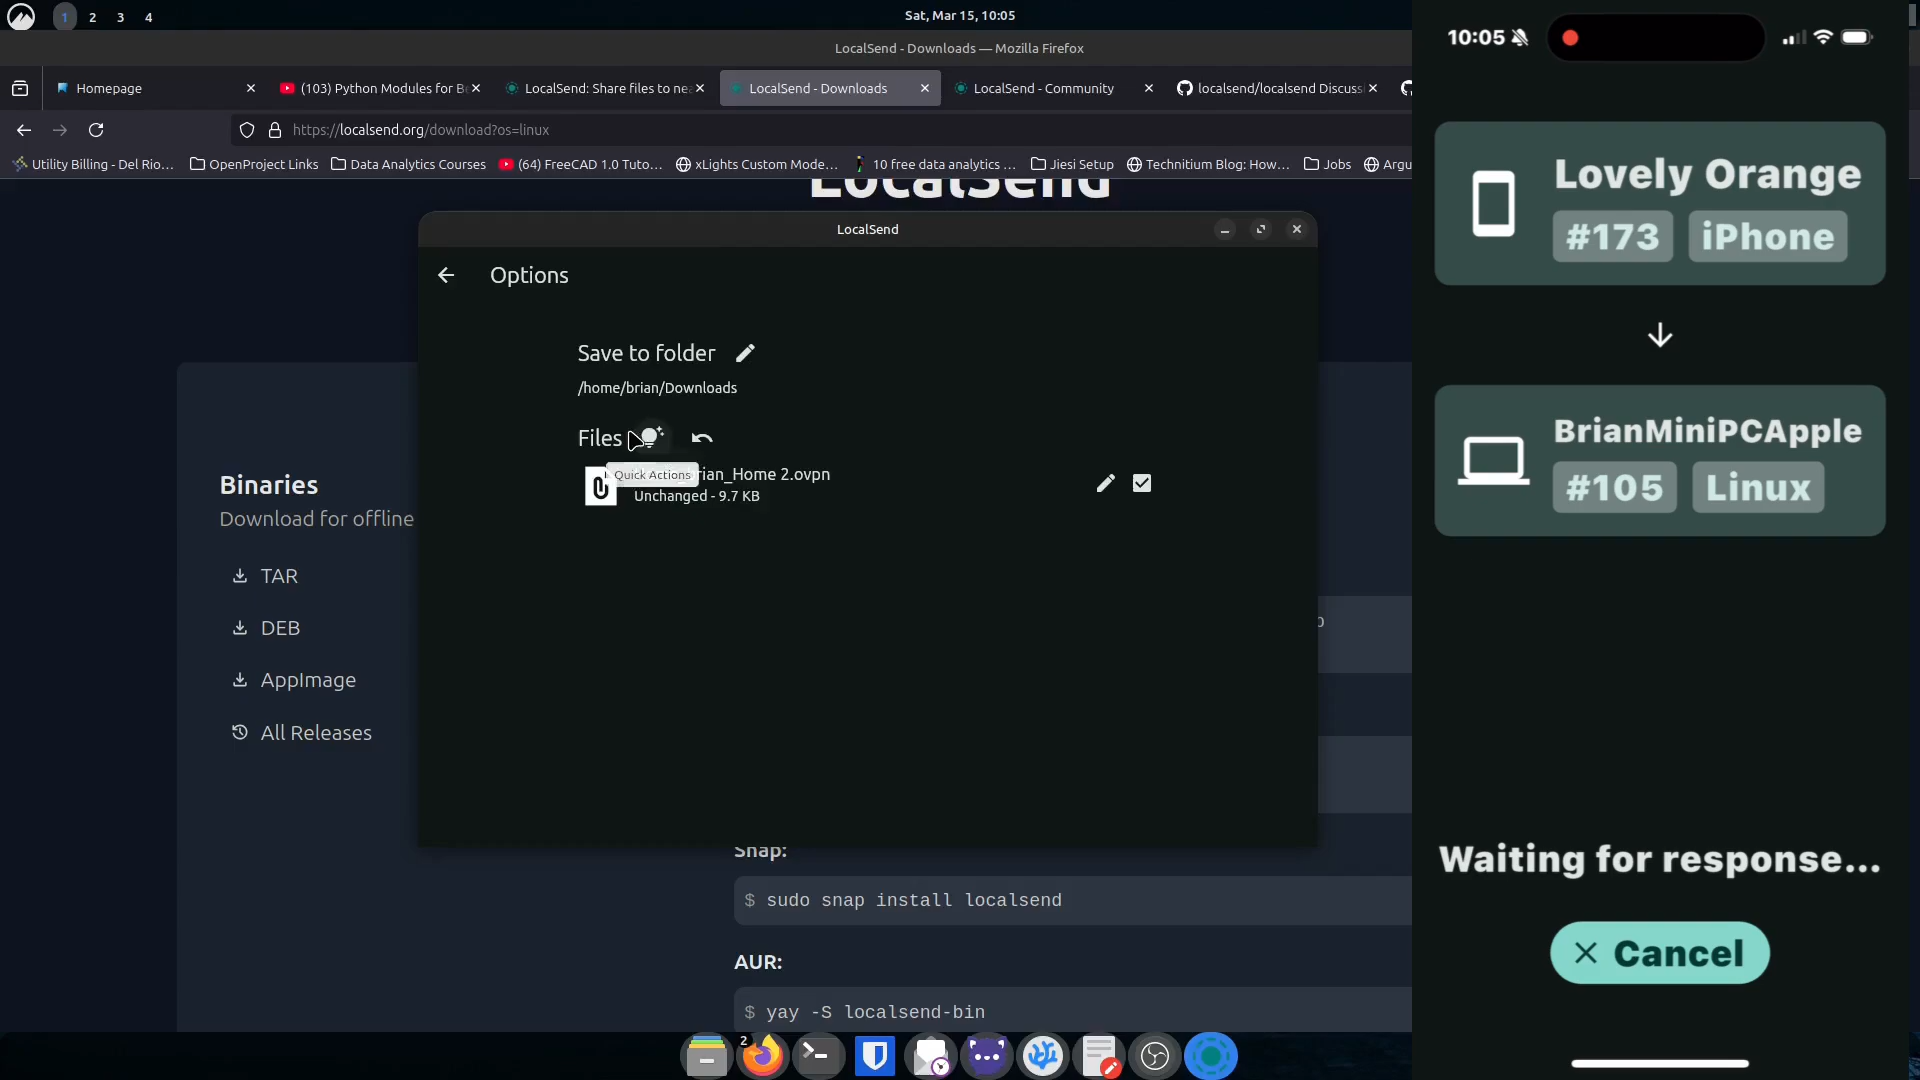 1 2 3 4
Sat, Mar 15, 10:05
LocalSend - Downloads — Mozilla Firefox
Homepage
(103) Python Modules for Be
LocalSend: Share files to ne
LocalSend - Downloads
LocalSend - Community
localsend/localsend Discuss
https://localsend.org/download?os=linux
Utility Billing - Del Rio...
OpenProject Links
Data Analytics Courses
(64) FreeCAD 1.0 Tuto...
xLights Custom Mode...
10 free data analytics ...
Jiesi Setup
Technitium Blog: How...
Jobs
Argu
LocalSend
LocalSend
Options
Save to folder
/home/brian/Downloads
Files
Quick Actions
rian_Home 2.ovpn
Unchanged - 9.7 KB
Binaries
Download for offline
TAR
DEB
AppImage
All Releases
Snap:
$ sudo snap install localsend
AUR:
$ yay -S localsend-bin
2
10:05
Lovely Orange
#173 iPhone
BrianMiniPCApple
#105 Linux
Waiting for response...
Cancel